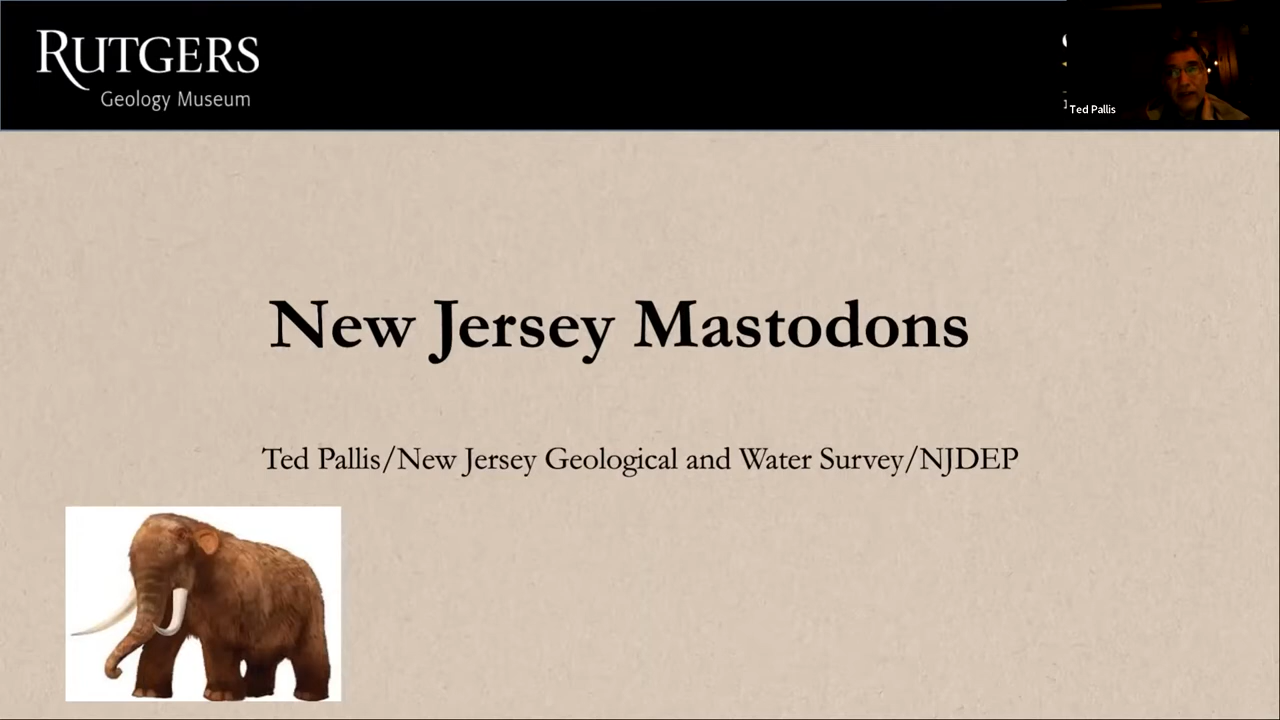 RUTGERS
Geology Museum
Ted Pallis
New Jersey Mastodons
Ted Pallis/New Jersey Geological and Water Survey/NJDEP